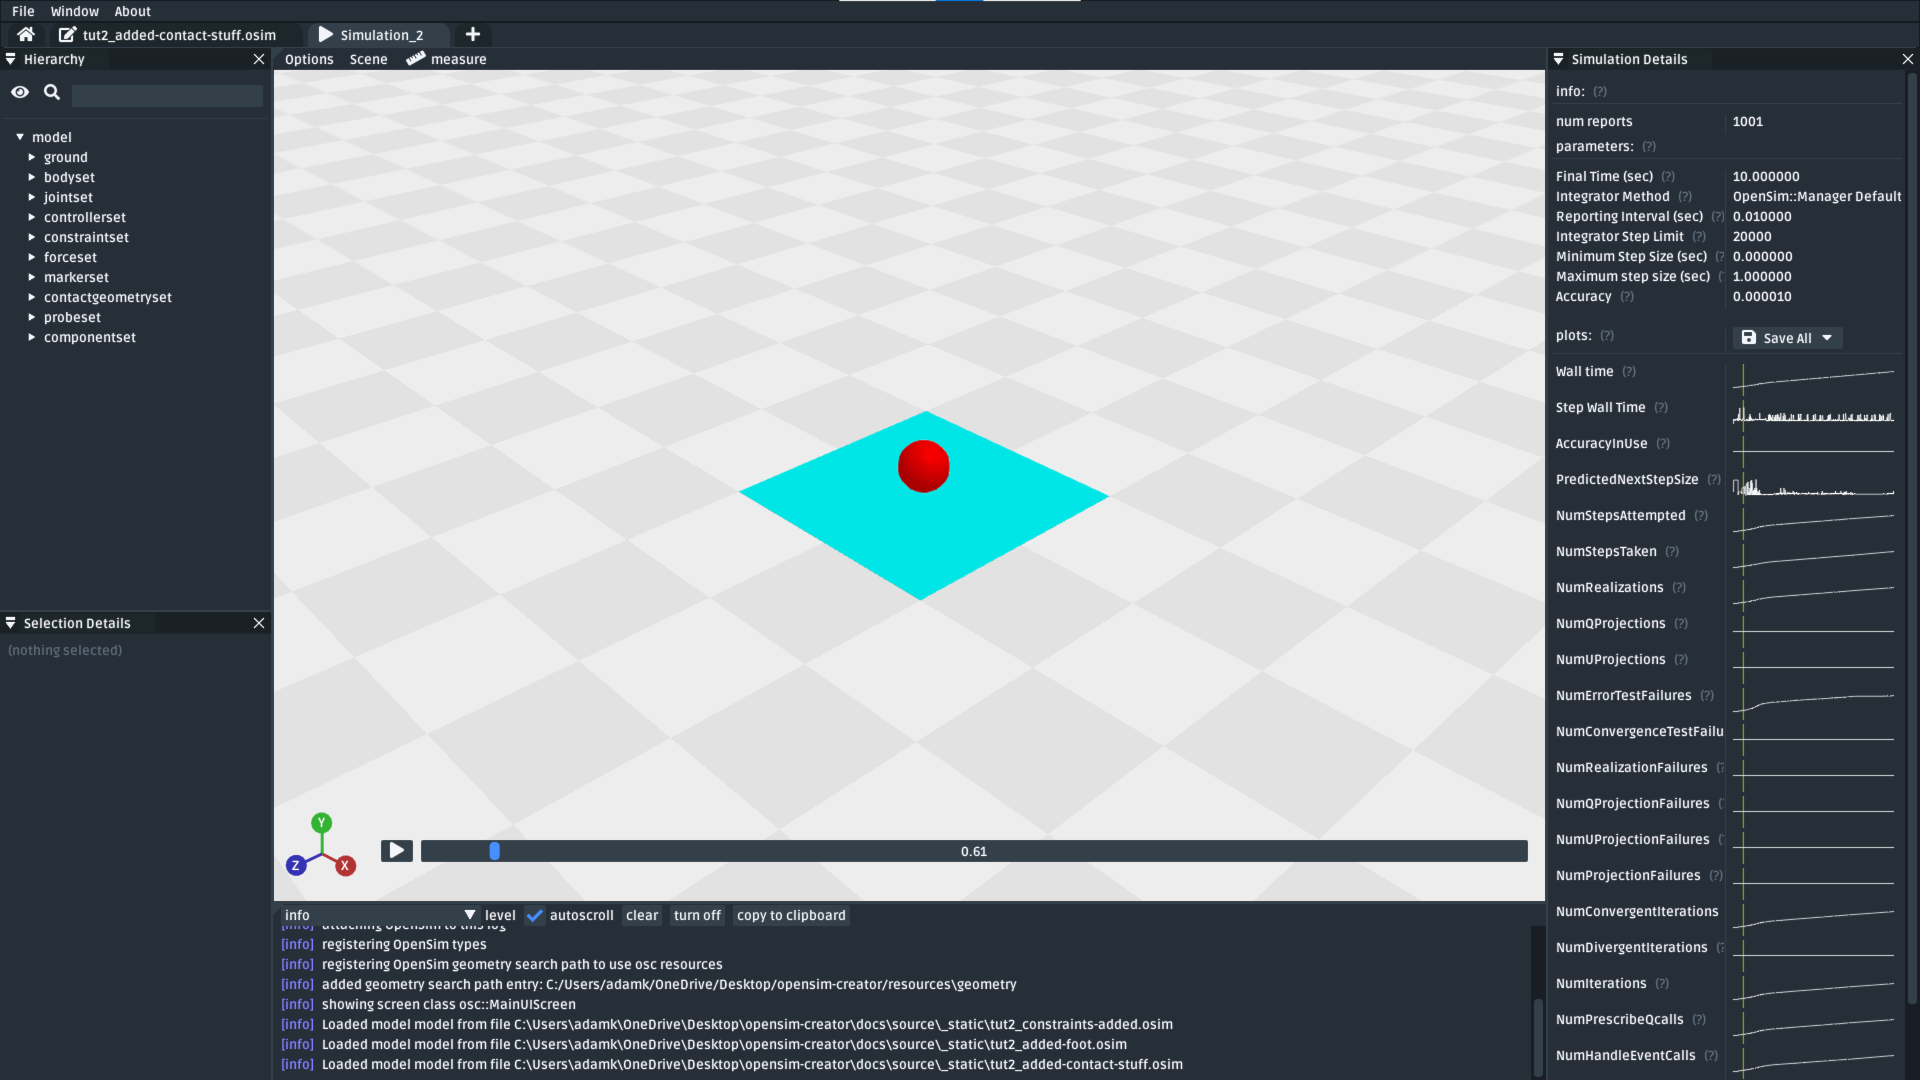 File Window About
tut2_added-contact-stuff.osim Simulation_2 +
Hierarchy
model
ground
bodyset
jointset
controllerset
constraintset
forceset
markerset
contactgeometryset
probeset
componentset
Selection Details
(nothing selected)
Options Scene measure
Y
Z
X
0.61
info level autoscroll clear turn off copy to clipboard
[info] attaching OpenSim to this log
[info] registering OpenSim types
[info] registering OpenSim geometry search path to use osc resources
[info] added geometry search path entry: C:/Users/adamk/OneDrive/Desktop/opensim-creator/resources\geometry
[info] showing screen class osc::MainUIScreen
[info] Loaded model model from file C:\Users\adamk\OneDrive\Desktop\opensim-creator\docs\source\_static\tut2_constraints-added.osim
[info] Loaded model model from file C:\Users\adamk\OneDrive\Desktop\opensim-creator\docs\source\_static\tut2_added-foot.osim
[info] Loaded model model from file C:\Users\adamk\OneDrive\Desktop\opensim-creator\docs\source\_static\tut2_added-contact-stuff.osim
Simulation Details
info: (?)
num reports 1001
parameters: (?)
Final Time (sec) (?) 10.000000
Integrator Method (?) OpenSim::Manager Default
Reporting Interval (sec) (?) 0.010000
Integrator Step Limit (?) 20000
Minimum Step Size (sec) (? 0.000000
Maximum step size (sec) ( 1.000000
Accuracy (?) 0.000010
plots: (?) Save All
Wall time (?)
Step Wall Time (?)
AccuracyInUse (?)
PredictedNextStepSize (?)
NumStepsAttempted (?)
NumStepsTaken (?)
NumRealizations (?)
NumQProjections (?)
NumUProjections (?)
NumErrorTestFailures (?)
NumConvergenceTestFailu
NumRealizationFailures (?
NumQProjectionFailures (
NumUProjectionFailures (
NumProjectionFailures (?)
NumConvergentIterations
NumDivergentIterations (?
NumIterations (?)
NumPrescribeQcalls (?)
NumHandleEventCalls (?)